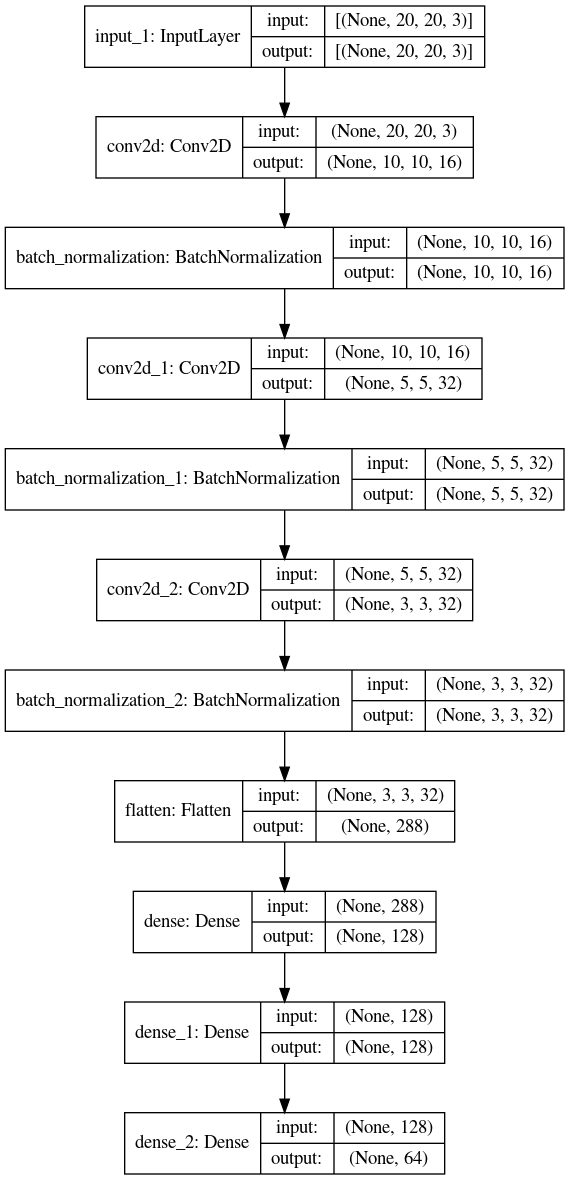 input_1: InputLayer
input: [(None, 20, 20, 3)]
output: [(None, 20, 20, 3)]
conv2d: Conv2D
input: (None, 20, 20, 3)
output: (None, 10, 10, 16)
batch_normalization: BatchNormalization
input: (None, 10, 10, 16)
output: (None, 10, 10, 16)
conv2d_1: Conv2D
input: (None, 10, 10, 16)
output: (None, 5, 5, 32)
batch_normalization_1: BatchNormalization
input: (None, 5, 5, 32)
output: (None, 5, 5, 32)
conv2d_2: Conv2D
input: (None, 5, 5, 32)
output: (None, 3, 3, 32)
batch_normalization_2: BatchNormalization
input: (None, 3, 3, 32)
output: (None, 3, 3, 32)
flatten: Flatten
input: (None, 3, 3, 32)
output: (None, 288)
dense: Dense
input: (None, 288)
output: (None, 128)
dense_1: Dense
input: (None, 128)
output: (None, 128)
dense_2: Dense
input: (None, 128)
output: (None, 64)